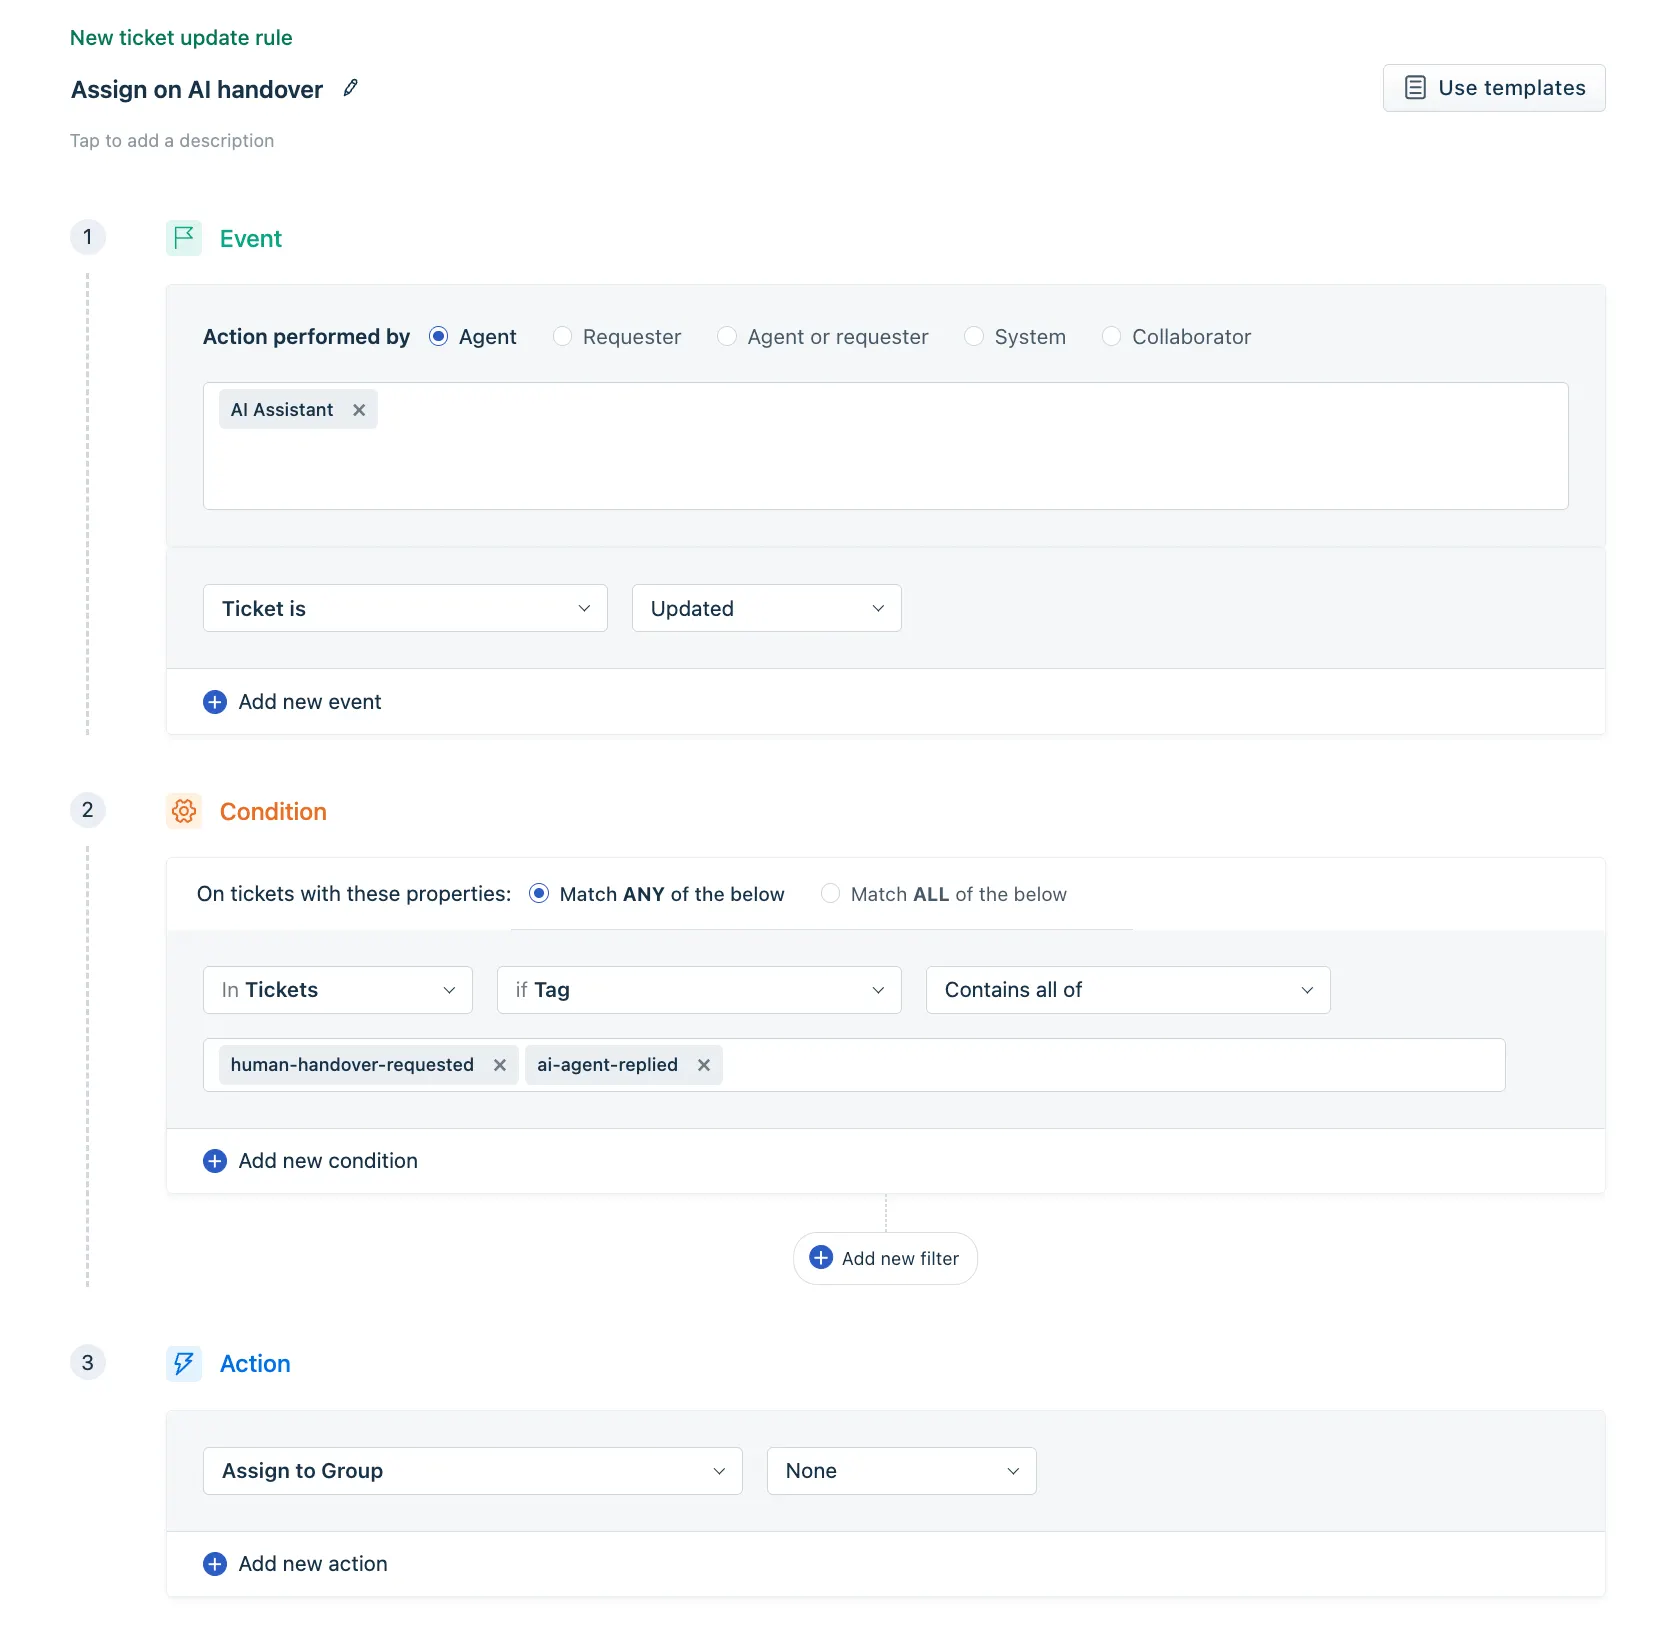 New ticket update rule
Assign on AI handover
Use templates
Tap to add a description
1
Event
Action performed by Agent Requester Agent or requester System Collaborator
AI Assistant
Ticket is Updated
Add new event
2
Condition
On tickets with these properties: Match ANY of the below Match ALL of the below
In Tickets if Tag Contains all of
human-handover-requested ai-agent-replied
Add new condition
Add new filter
3
Action
Assign to Group None
Add new action